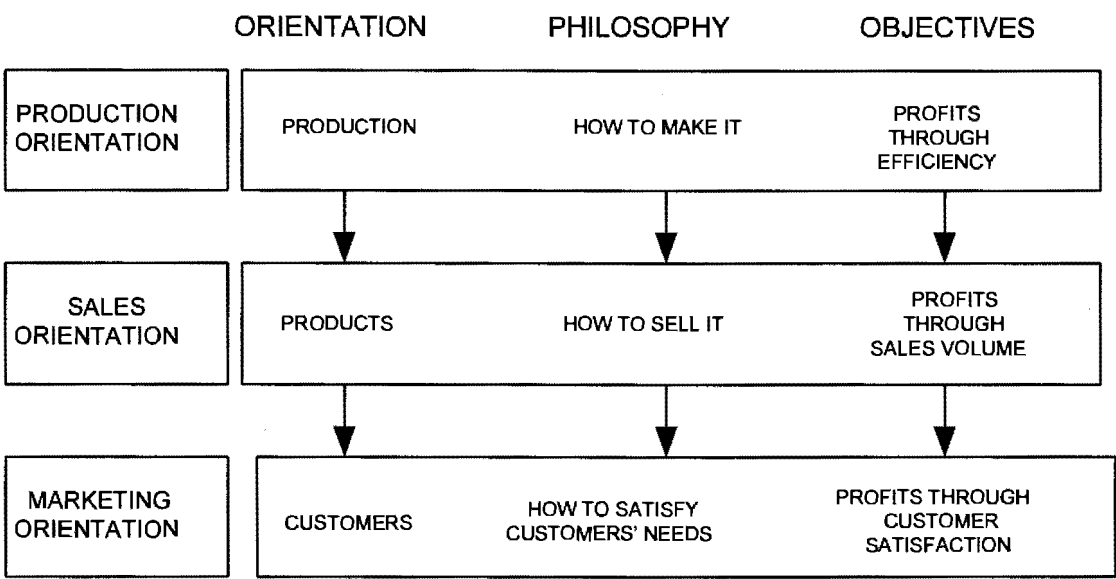 ORIENTATION PHILOSOPHY OBJECTIVES
PRODUCTION
ORIENTATION
PRODUCTION
HOW TO MAKE IT
PROFITS
THROUGH
EFFICIENCY
SALES
ORIENTATION
PRODUCTS
HOW TO SELL IT
PROFITS
THROUGH
SALES VOLUME
MARKETING
ORIENTATION
CUSTOMERS
HOW TO SATISFY
CUSTOMERS' NEEDS
PROFITS THROUGH
CUSTOMER
SATISFACTION